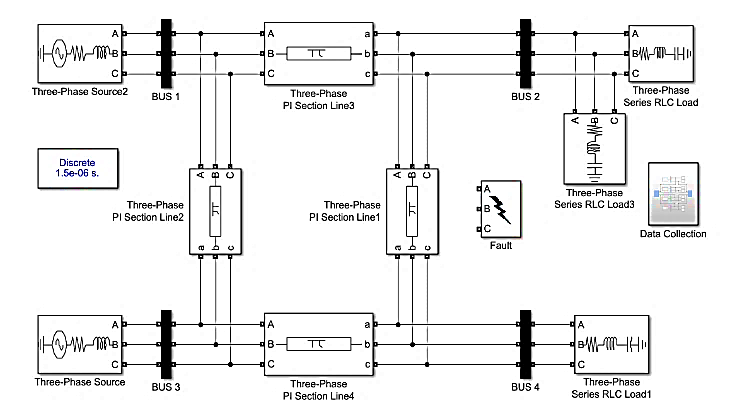 A
B
C
Three-Phase Source2
BUS 1
A
B
C
a
b
c
Three-Phase
PI Section Line3
BUS 2
A
B
C
Three-Phase
Series RLC Load
A
B
C
Three-Phase
Series RLC Load3
Discrete
1.5e-06 s.
A
B
C
a
b
c
Three-Phase
PI Section Line2
A
B
C
a
b
c
Three-Phase
PI Section Line1
A
B
C
Fault
Data Collection
A
B
C
Three-Phase Source
BUS 3
A
B
C
a
b
c
Three-Phase
PI Section Line4
BUS 4
A
B
C
Three-Phase
Series RLC Load1